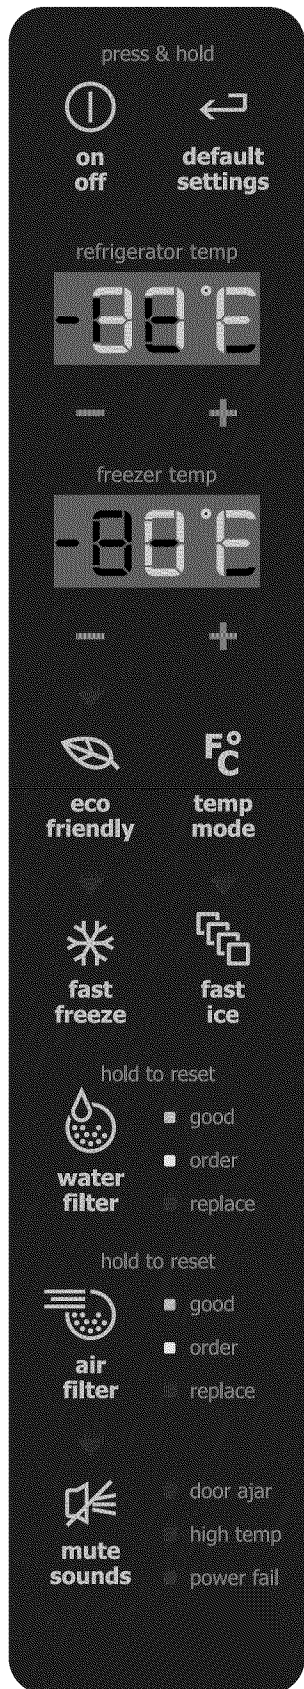 press & hold
on off
default settings
refrigerator temp
37°F
− +
freezer temp
0°F
− +
eco friendly
F°C
temp mode
fast freeze
fast ice
hold to reset
water filter
good
order
replace
hold to reset
air filter
good
order
replace
mute sounds
door ajar
high temp
power fail